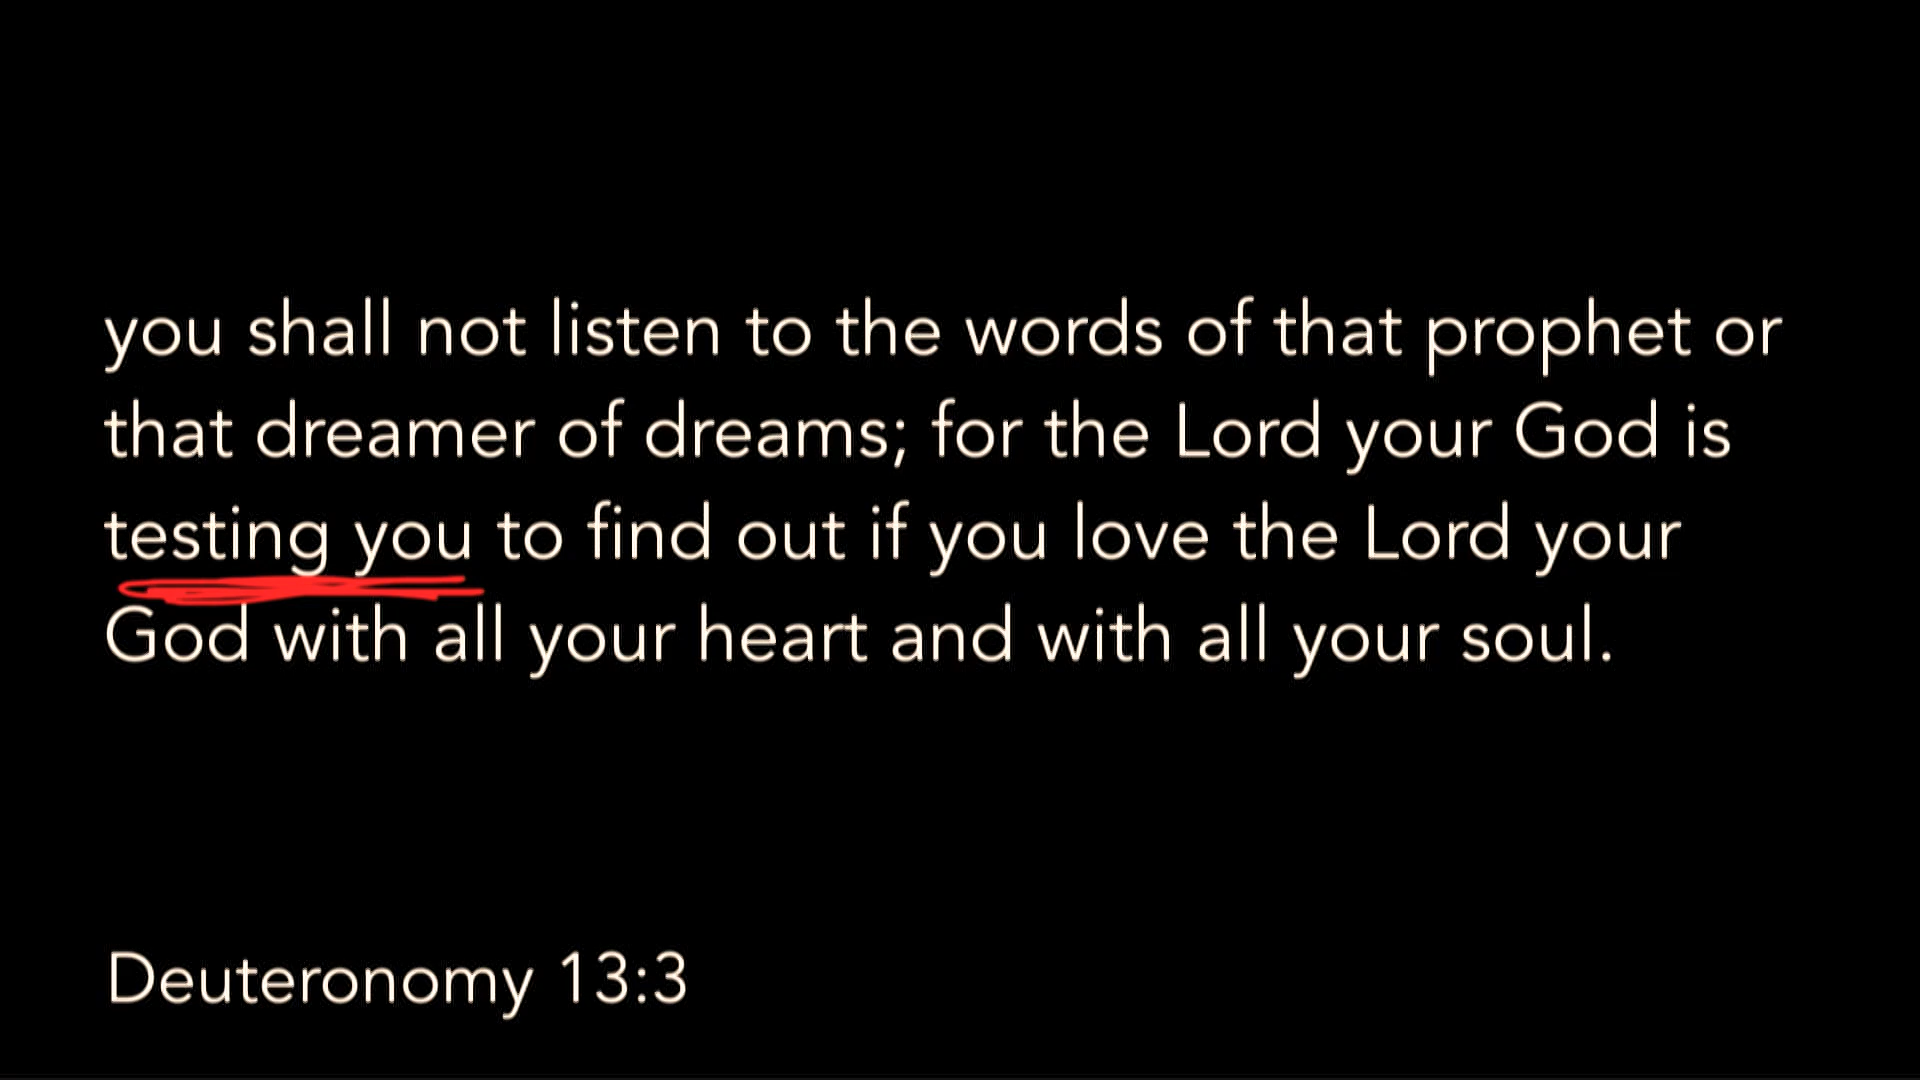 you shall not listen to the words of that prophet or
that dreamer of dreams; for the Lord your God is
testing you to find out if you love the Lord your
God with all your heart and with all your soul.
Deuteronomy 13:3